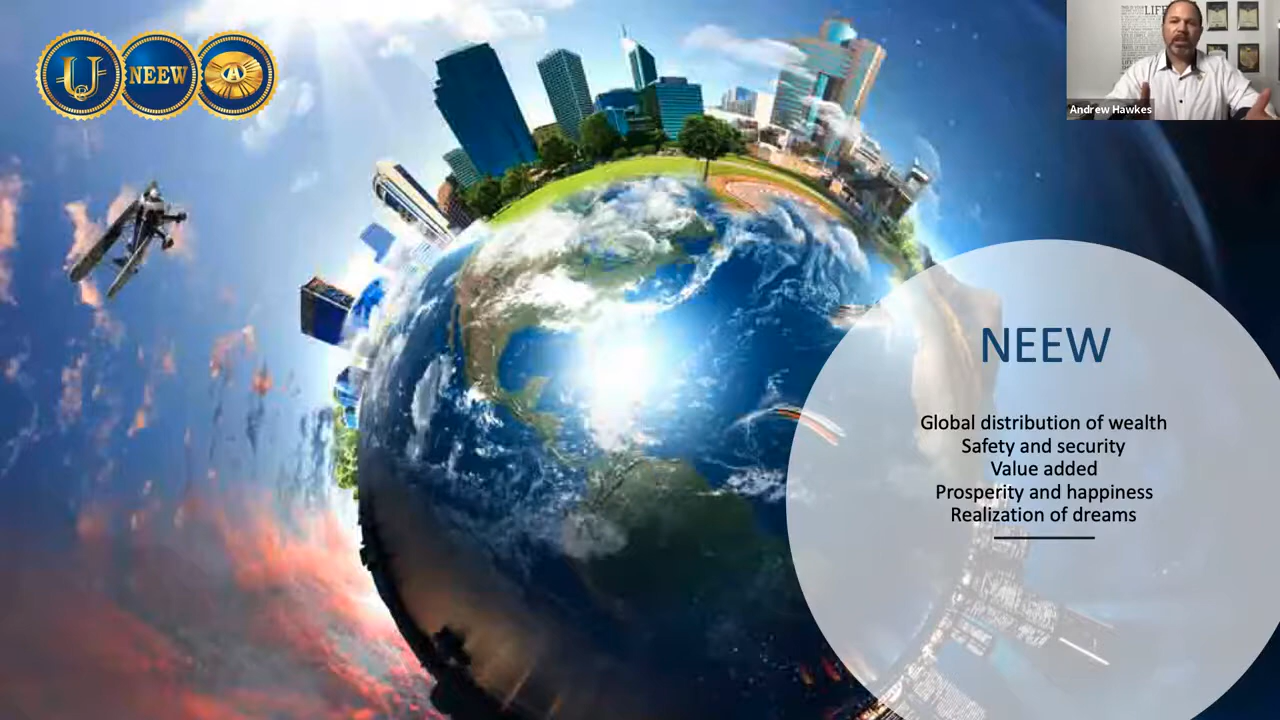 NEEW
LIFE
Andrew Hawkes
NEEW
Global distribution of wealth
Safety and security
Value added
Prosperity and happiness
Realization of dreams